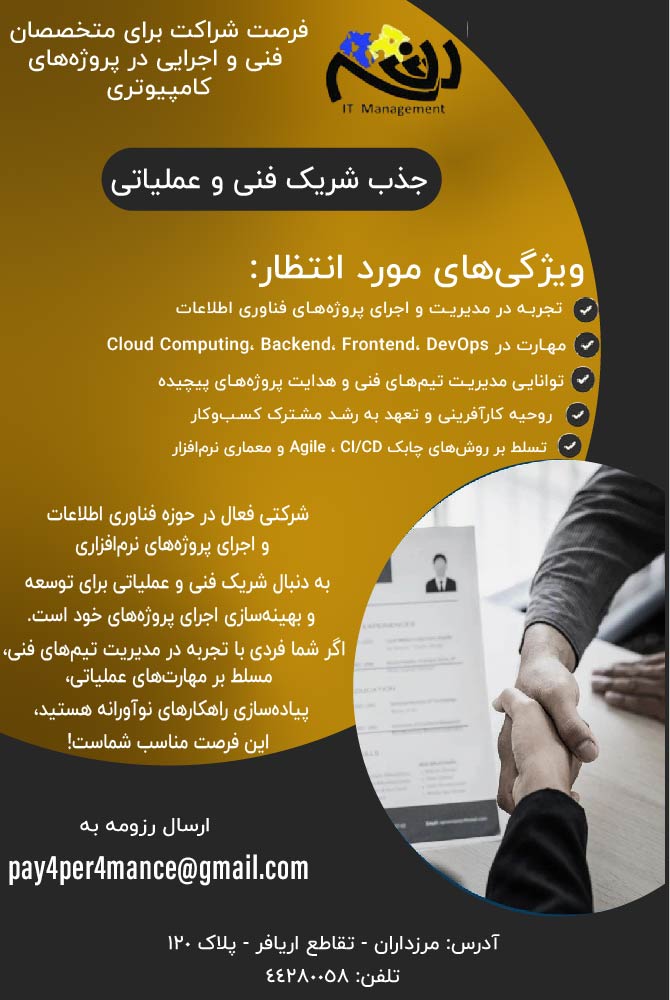 فرصت شراکت برای متخصصان
فنی و اجرایی در پروژه‌های
کامپیوتری
IT Management
جذب شریک فنی و عملیاتی
ویژگی‌های مورد انتظار:
تجربه در مدیریت و اجرای پروژه‌های فناوری اطلاعات
مهارت در Cloud Computing، Backend، Frontend، DevOps
توانایی مدیریت تیم‌های فنی و هدایت پروژه‌های پیچیده
روحیه کارآفرینی و تعهد به رشد مشترک کسب‌وکار
تسلط بر روش‌های چابک Agile ، CI/CD و معماری نرم‌افزار
شرکتی فعال در حوزه فناوری اطلاعات
و اجرای پروژه‌های نرم‌افزاری
به دنبال شریک فنی و عملیاتی برای توسعه
و بهینه‌سازی اجرای پروژه‌های خود است.
اگر شما فردی با تجربه در مدیریت تیم‌های فنی،
مسلط بر مهارت‌های عملیاتی،
پیاده‌سازی راهکارهای نوآورانه هستید،
این فرصت مناسب شماست!
ارسال رزومه به
pay4per4mance@gmail.com
آدرس: مرزداران - تقاطع اریافر - پلاک ۱۲۰
تلفن: ٤٤٢٨٠٠٥٨